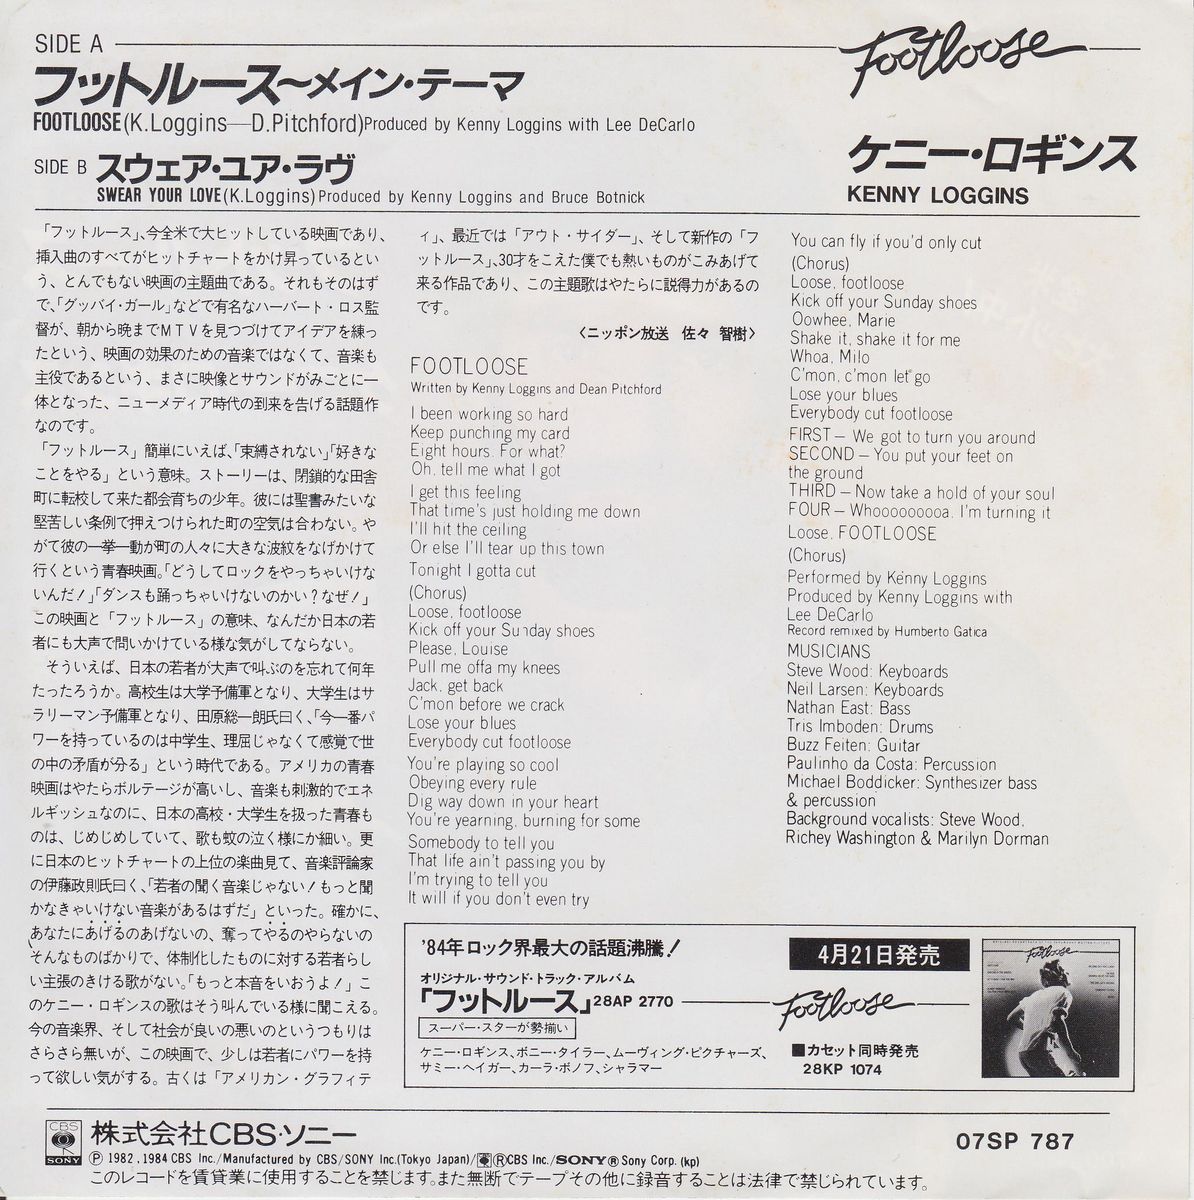 SIDE A
Footloose
フットルース〜メイン・テーマ
FOOTLOOSE(K.Loggins—D.Pitchford)Produced by Kenny Loggins with Lee DeCarlo
SIDE B スウェア・ユア・ラヴ
SWEAR YOUR LOVE(K.Loggins)Produced by Kenny Loggins and Bruce Botnick
ケニー・ロギンス
KENNY LOGGINS
「フットルース」、今全米で大ヒットしている映画であり、
挿入曲のすべてがヒットチャートをかけ昇っているとい
う、とんでもない映画の主題曲である。それもそのはず
で、「グッバイ・ガール」などで有名なハーバート・ロス監
督が、朝から晩までMTVを見つづけてアイデアを練っ
たという、映画の効果のための音楽ではなくて、音楽も
主役であるという、まさに映像とサウンドがみごとに一
体となった、ニューメディア時代の到来を告げる話題作
なのです。
「フットルース」簡単にいえば、「束縛されない」「好きな
ことをやる」という意味。ストーリーは、閉鎖的な田舎
町に転校して来た都会育ちの少年。彼には聖書みたいな
堅苦しい条例で押えつけられた町の空気は合わない。や
がて彼の一挙一動が町の人々に大きな波紋をなげかけて
行くという青春映画。「どうしてロックをやっちゃいけな
いんだ!」「ダンスも踊っちゃいけないのかい?なぜ!」
この映画と「フットルース」の意味、なんだか日本の若
者にも大声で問いかけている様な気がしてならない。
そういえば、日本の若者が大声で叫ぶのを忘れて何年
たったろうか。高校生は大学予備軍となり、大学生はサ
ラリーマン予備軍となり、田原総一朗氏曰く、「今一番パ
ワーを持っているのは中学生、理屈じゃなくて感覚で世
の中の矛盾が分る」という時代である。アメリカの青春
映画はやたらボルテージが高いし、音楽も刺激的でエネ
ルギッシュなのに、日本の高校・大学生を扱った青春も
のは、じめじめしていて、歌も蚊の泣く様にか細い。更
に日本のヒットチャートの上位の楽曲見て、音楽評論家
の伊藤政則氏曰く、「若者の聞く音楽じゃない!もっと聞
かなきゃいけない音楽があるはずだ」といった。確かに、
あなたにあげるのあげないの、奪ってやるのやらないの
そんなものばかりで、体制化したものに対する若者らし
い主張のきける歌がない。「もっと本音をいおうよ!」こ
のケニー・ロギンスの歌はそう叫んでいる様に聞こえる。
今の音楽界、そして社会が良いの悪いのというつもりは
さらさら無いが、この映画で、少しは若者にパワーを持
って欲しい気がする。古くは「アメリカン・グラフィテ
ィ」、最近では「アウト・サイダー」、そして新作の「フ
ットルース」、30才をこえた僕でも熱いものがこみあげて
来る作品であり、この主題歌はやたらに説得力があるの
です。
〈ニッポン放送 佐々 智樹〉
FOOTLOOSE
Written by Kenny Loggins and Dean Pitchford
I been working so hard
Keep punching my card
Eight hours. For what?
Oh, tell me what I got
I get this feeling
That time's just holding me down
I'll hit the ceiling
Or else I'll tear up this town
Tonight I gotta cut
(Chorus)
Loose, footloose
Kick off your Sunday shoes
Please, Louise
Pull me offa my knees
Jack, get back
C'mon before we crack
Lose your blues
Everybody cut footloose
You're playing so cool
Obeying every rule
Dig way down in your heart
You're yearning, burning for some
Somebody to tell you
That life ain't passing you by
I'm trying to tell you
It will if you don't even try
You can fly if you'd only cut
(Chorus)
Loose, footloose
Kick off your Sunday shoes
Oowhee, Marie
Shake it, shake it for me
Whoa, Milo
C'mon, c'mon let go
Lose your blues
Everybody cut footloose
FIRST — We got to turn you around
SECOND — You put your feet on
the ground
THIRD — Now take a hold of your soul
FOUR — Whooooooooa. I'm turning it
Loose, FOOTLOOSE
(Chorus)
Performed by Kenny Loggins
Produced by Kenny Loggins with
Lee DeCarlo
Record remixed by Humberto Gatica
MUSICIANS
Steve Wood: Keyboards
Neil Larsen: Keyboards
Nathan East: Bass
Tris Imboden: Drums
Buzz Feiten: Guitar
Paulinho da Costa: Percussion
Michael Boddicker: Synthesizer bass
& percussion
Background vocalists: Steve Wood,
Richey Washington & Marilyn Dorman
'84年ロック界最大の話題沸騰!
4月21日発売
オリジナル・サウンド・トラック・アルバム
「フットルース」28AP 2770
Footloose
スーパー・スターが勢揃い
ケニー・ロギンス、ボニー・タイラー、ムーヴィング・ピクチャーズ、
サミー・ヘイガー、カーラ・ボノフ、シャラマー
■カセット同時発売
28KP 1074
Footloose
CBS
SONY
株式会社CBS・ソニー
07SP 787
Ⓟ 1982, 1984 CBS Inc./Manufactured by CBS/SONY Inc.(Tokyo Japan)/ⓇCBS Inc./SONY® Sony Corp. (kp)
このレコードを賃貸業に使用することを禁じます。また無断でテープその他に録音することは法律で禁じられています。